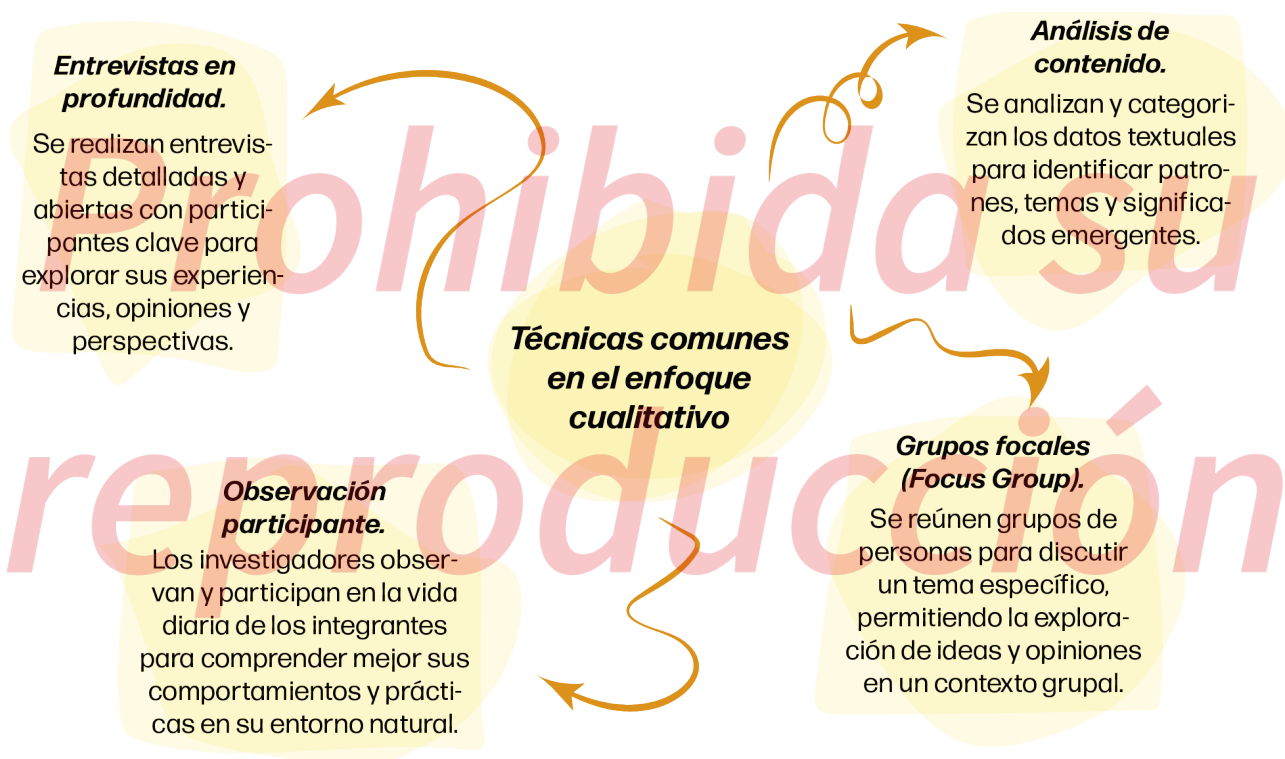 Entrevistas en
profundidad.
Se realizan entrevis-
tas detalladas y
abiertas con partici-
pantes clave para
explorar sus experien-
cias, opiniones y
perspectivas.
Análisis de
contenido.
Se analizan y categori-
zan los datos textuales
para identificar patro-
nes, temas y significa-
dos emergentes.
Técnicas comunes
en el enfoque
cualitativo
Observación
participante.
Los investigadores obser-
van y participan en la vida
diaria de los integrantes
para comprender mejor sus
comportamientos y prácti-
cas en su entorno natural.
Grupos focales
(Focus Group).
Se reúnen grupos de
personas para discutir
un tema específico,
permitiendo la explora-
ción de ideas y opiniones
en un contexto grupal.
Prohibida su
reproducción